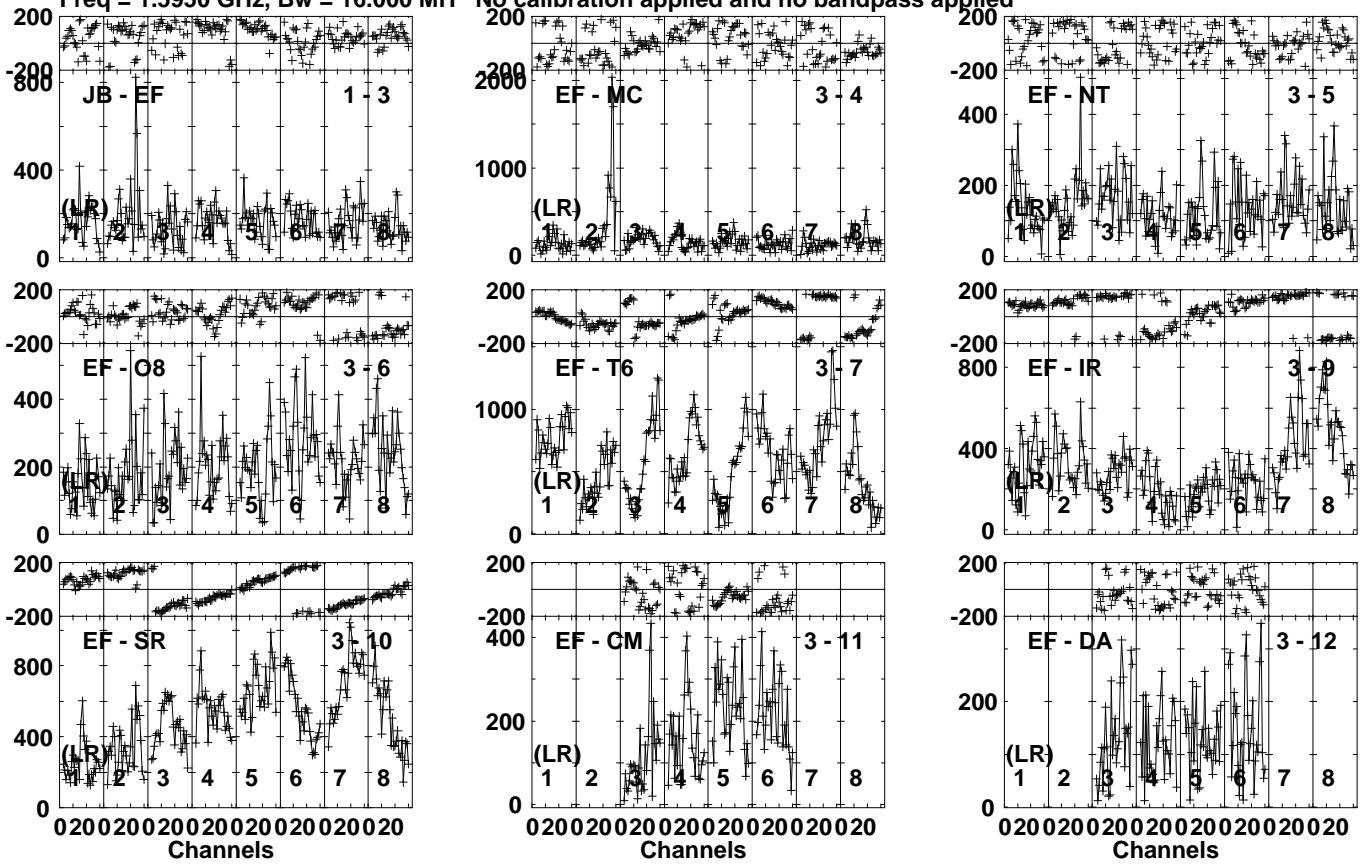 Freq = 1.5950 GHz, Bw = 16.000 MH No calibration applied and no bandpass applied
200 200 200
-200 -200 -200
JB - EF 1 - 3 EF - MC 3 - 4 EF - NT 3 - 5
800 2000 400
400 1000 200
(LR) (LR) (LR)
1 2 3 4 5 6 7 8 1 2 3 4 5 6 7 8 1 2 3 4 5 6 7 8
0 0 0
200 200 200
-200 -200 -200
EF - O8 3 - 6 EF - T6 3 - 7 EF - IR 3 - 9
400 1000 800
200 400
(LR) (LR) (LR)
1 2 3 4 5 6 7 8 1 2 3 4 5 6 7 8 1 2 3 4 5 6 7 8
0 0 0
200 200 200
-200 -200 -200
EF - SR 3 - 10 EF - CM 3 - 11 EF - DA 3 - 12
800 400 200
400 200
(LR) (LR) (LR)
1 2 3 4 5 6 7 8 1 2 3 4 5 6 7 8 1 2 3 4 5 6 7 8
0 0 0
0 20 0 20 0 20 0 20 0 20 0 20 0 20 0 20 0 20 0 20 0 20 0 20 0 20 0 20 0 20 0 20 0 20 0 20 0 20 0 20 0 20 0 20 0 20 0 20
Channels Channels Channels